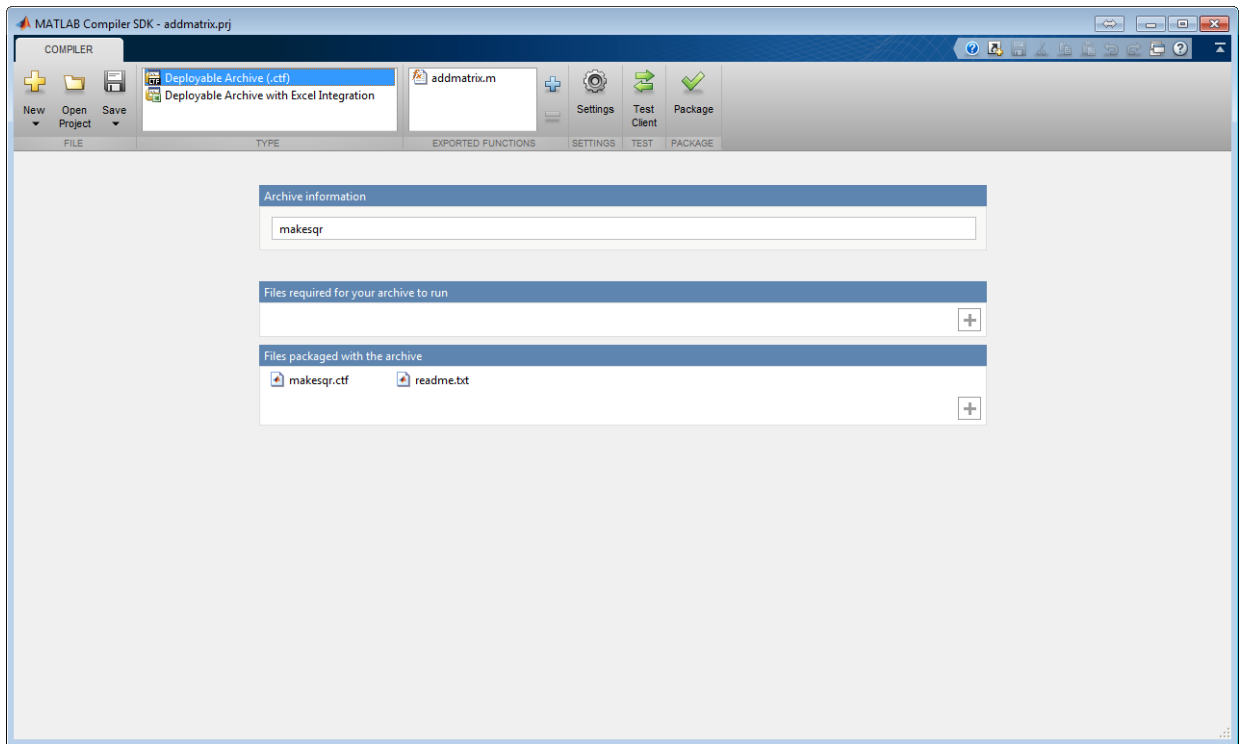 MATLAB Compiler SDK - addmatrix.prj
COMPILER
New
Open Project
Save
FILE
Deployable Archive (.ctf)
Deployable Archive with Excel Integration
TYPE
addmatrix.m
EXPORTED FUNCTIONS
Settings
SETTINGS
Test Client
TEST
Package
PACKAGE
Archive information
makesqr
Files required for your archive to run
Files packaged with the archive
makesqr.ctf readme.txt